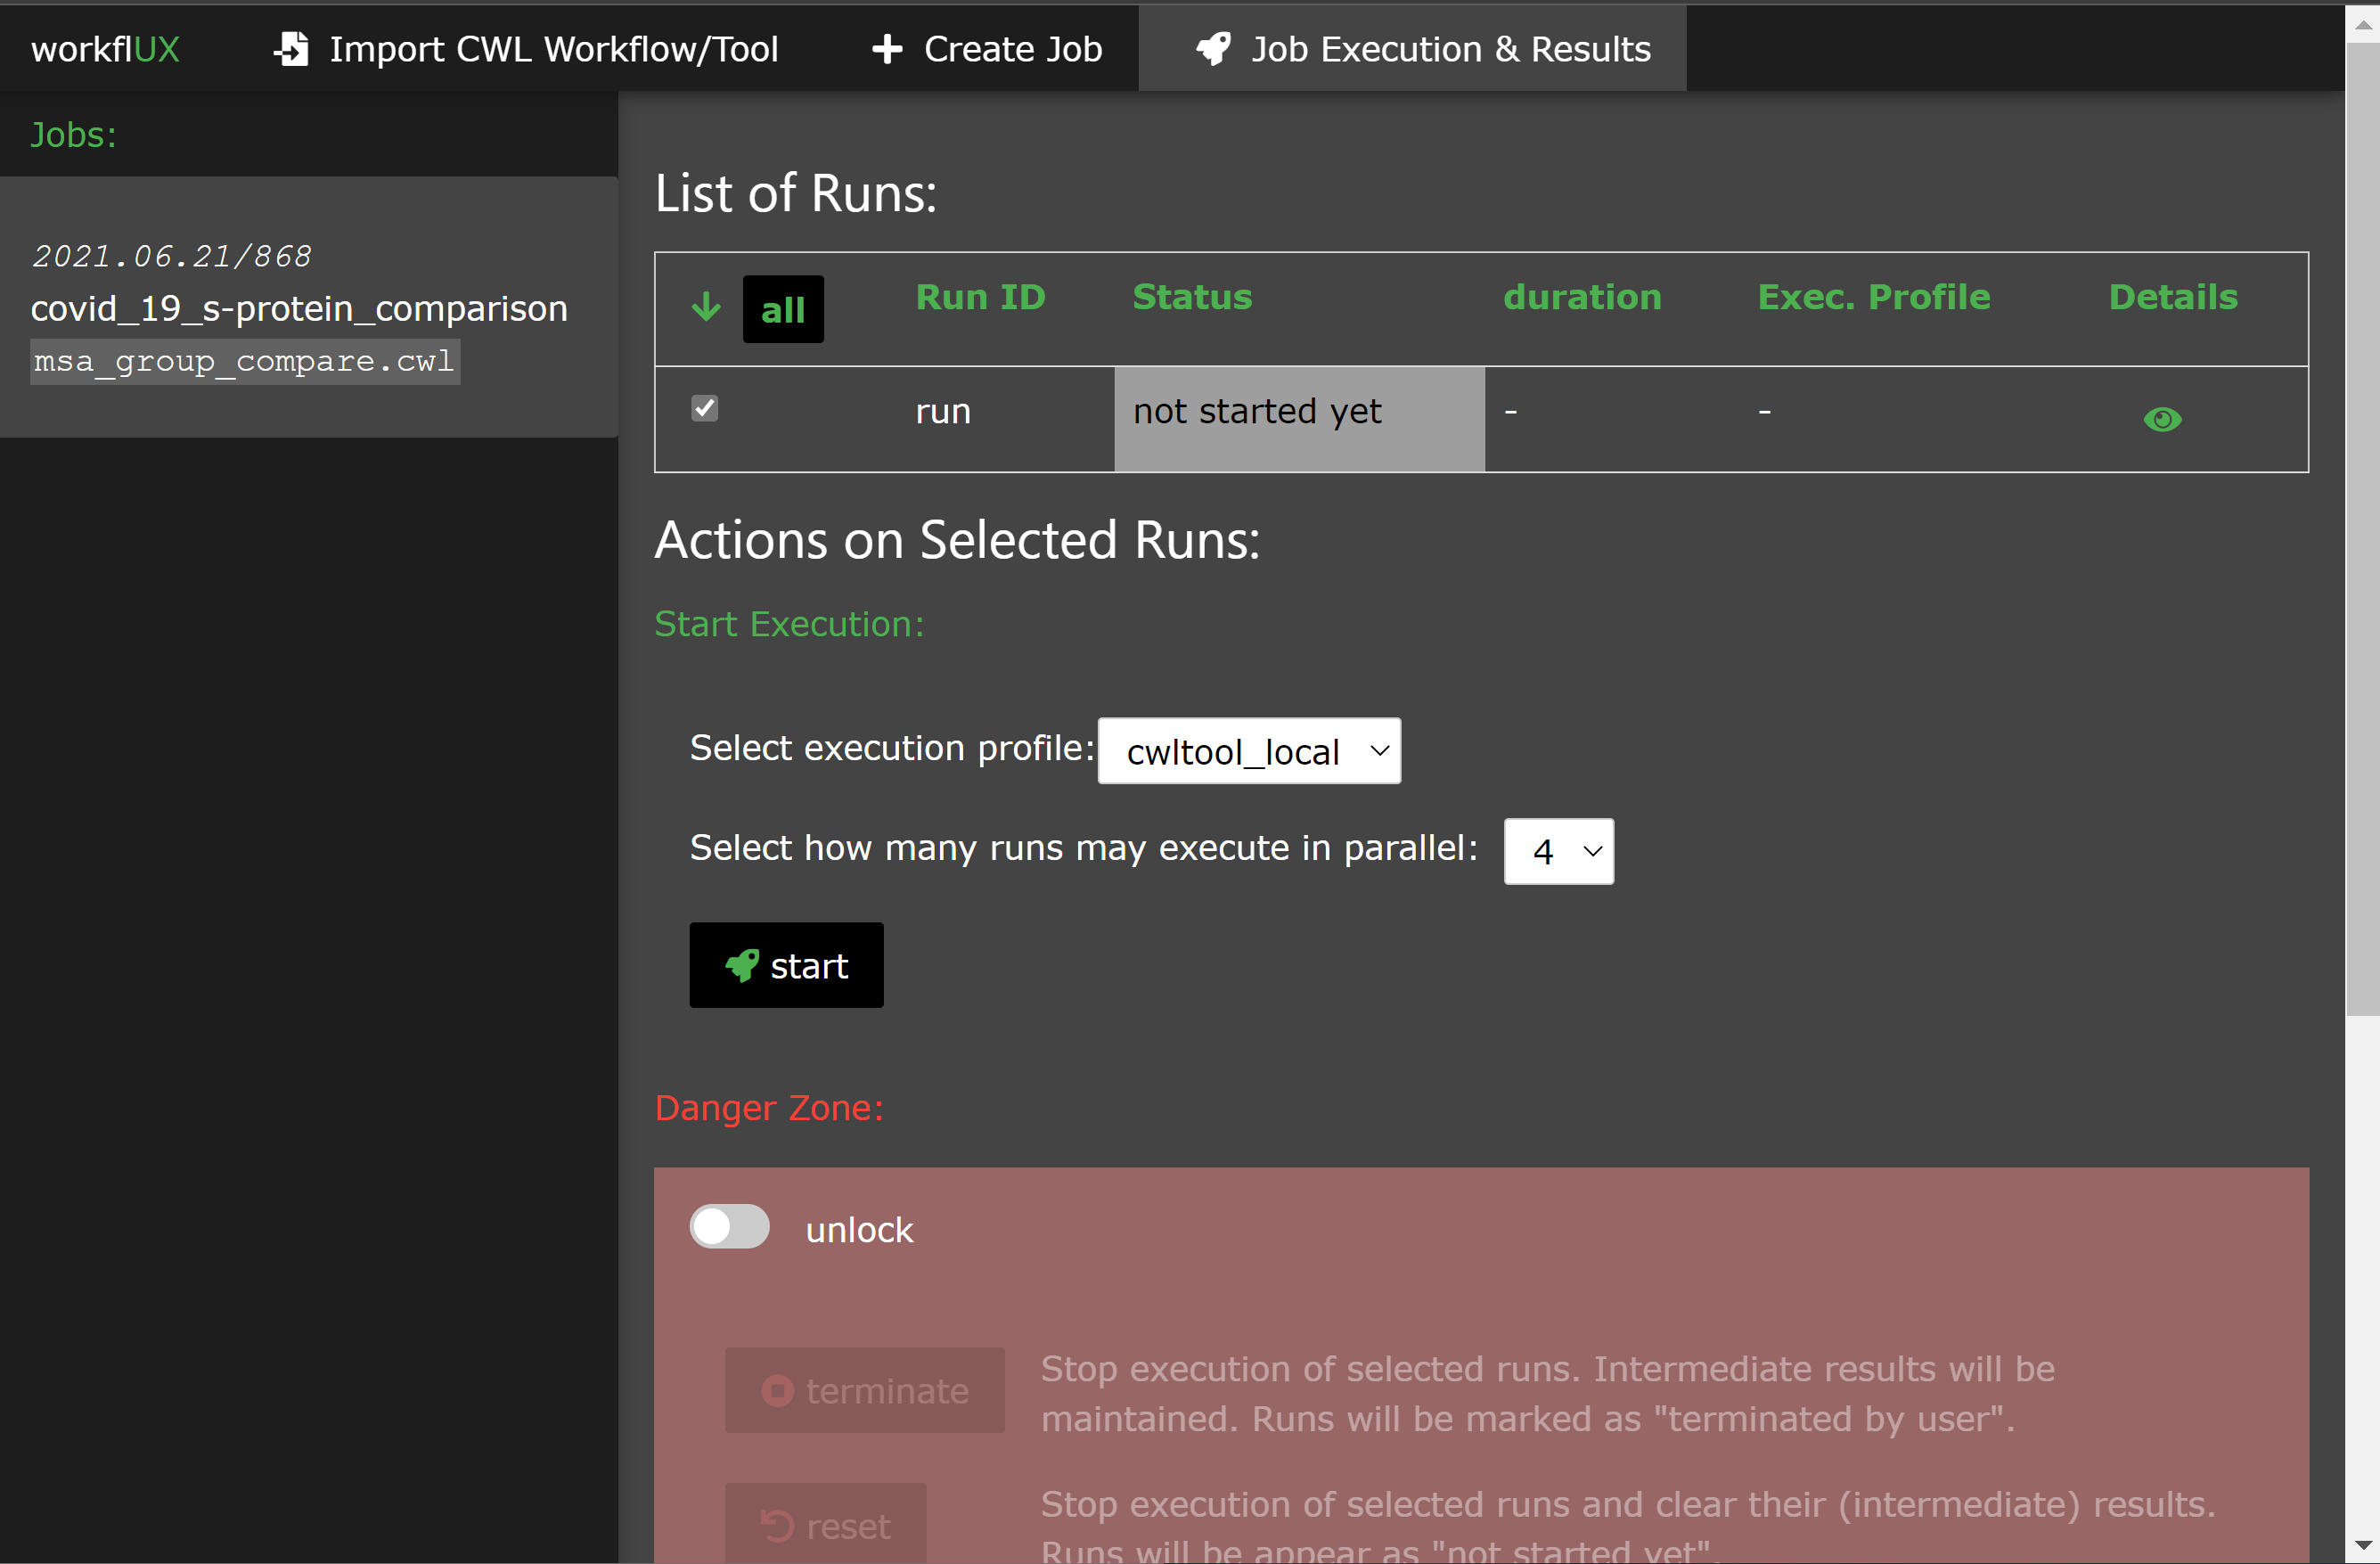 workflUX Import CWL Workflow/Tool Create Job Job Execution & Results
Jobs:
2021.06.21/868
covid_19_s-protein_comparison
msa_group_compare.cwl
List of Runs:
all Run ID Status duration Exec. Profile Details
run not started yet - -
Actions on Selected Runs:
Start Execution:
Select execution profile: cwltool_local
Select how many runs may execute in parallel: 4
start
Danger Zone:
unlock
terminate
Stop execution of selected runs. Intermediate results will be
maintained. Runs will be marked as "terminated by user".
reset
Stop execution of selected runs and clear their (intermediate) results.
Runs will be appear as "not started yet".